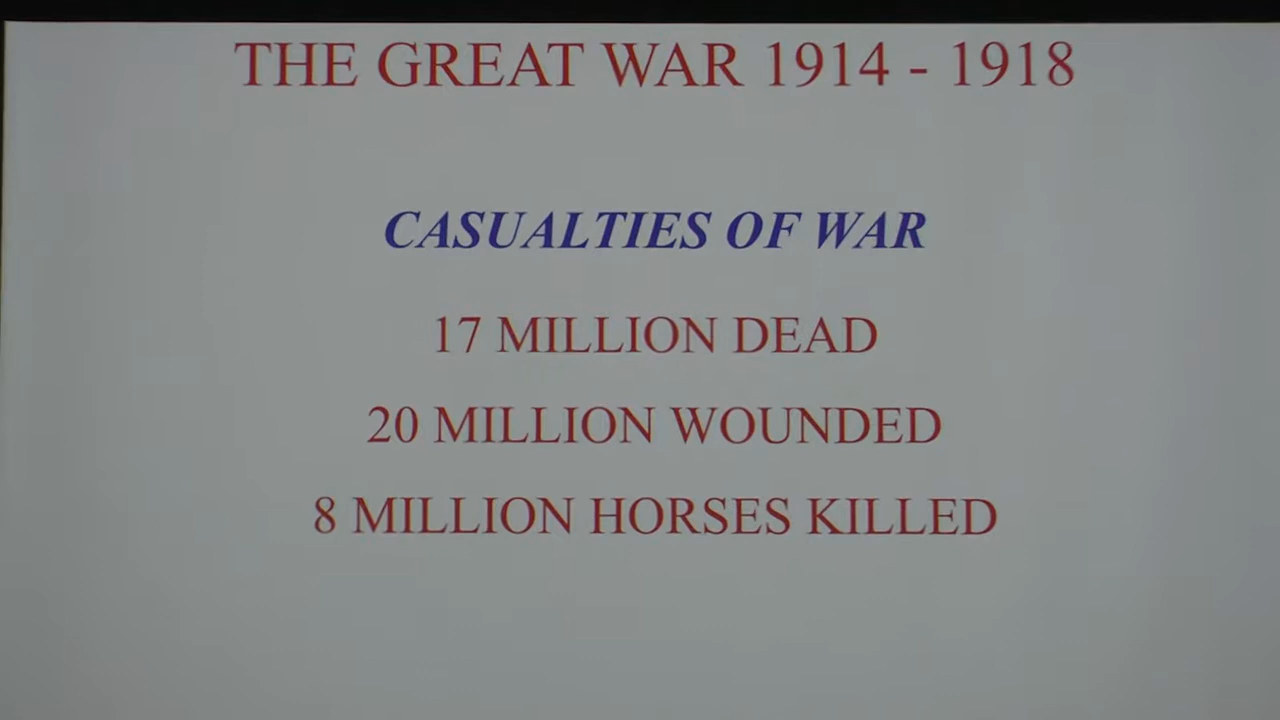 THE GREAT WAR 1914 - 1918
CASUALTIES OF WAR
17 MILLION DEAD
20 MILLION WOUNDED
8 MILLION HORSES KILLED